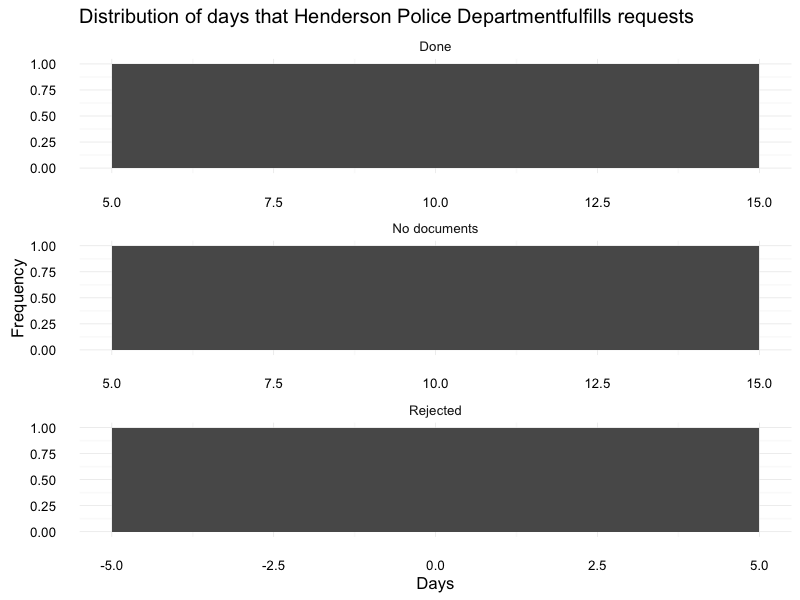 Distribution of days that Henderson Police Departmentfulfills requests
Done
1.00
0.75
0.50
0.25
0.00
5.0 7.5 10.0 12.5 15.0
No documents
Frequency
1.00
0.75
0.50
0.25
0.00
5.0 7.5 10.0 12.5 15.0
Rejected
1.00
0.75
0.50
0.25
0.00
-5.0 -2.5 0.0 2.5 5.0
Days